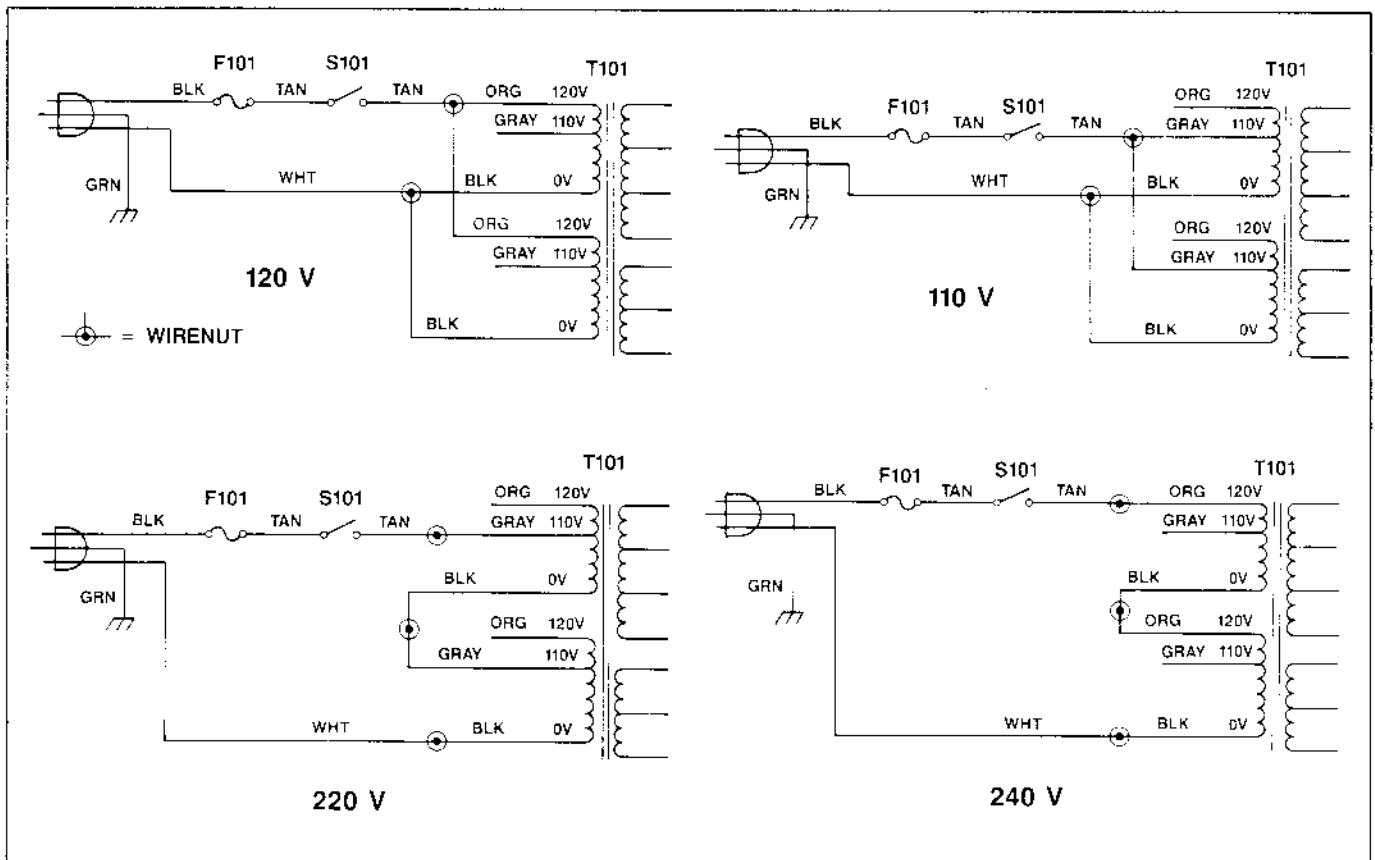 F101 S101 T101
BLK TAN TAN ORG 120V
GRAY 110V
GRN WHT BLK 0V
ORG 120V
GRAY 110V
120 V
BLK 0V
= WIRENUT
T101
F101 S101 ORG 120V
BLK TAN TAN GRAY 110V
GRN WHT BLK 0V
ORG 120V
GRAY 110V
110 V
BLK 0V
T101
F101 S101 ORG 120V
BLK TAN TAN GRAY 110V
GRN BLK 0V
ORG 120V
GRAY 110V
WHT BLK 0V
220 V
F101 S101 T101
BLK TAN TAN ORG 120V
GRAY 110V
GRN BLK 0V
ORG 120V
GRAY 110V
WHT BLK 0V
240 V